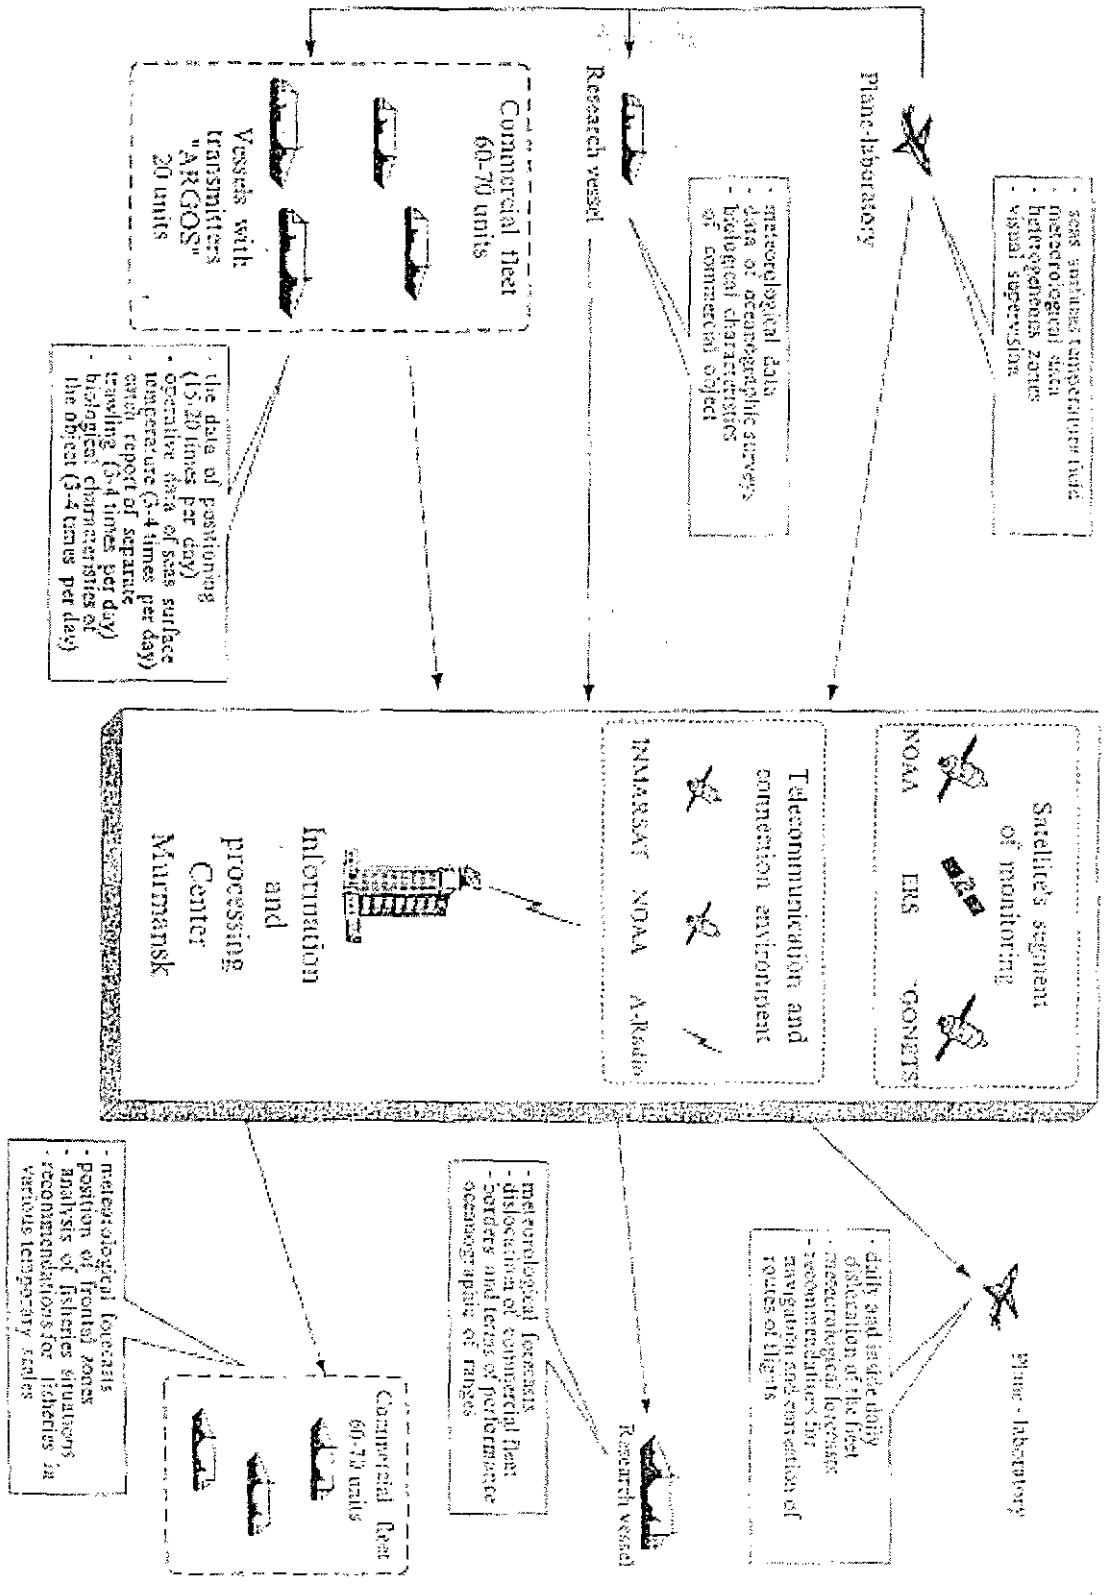 Plane-laboratory
- seas surface temperature field
- meteorological data
- heterogeneous zones
- visual supervision
Research vessel
- meteorological data
- data of oceanographic surveys
- biological characteristics
of commercial object
Commercial fleet
60-70 units
Vessels with
transmitters
"ARGOS"
20 units
- the data of positioning
(15-20 times per day)
- operative data of seas surface
temperature (3-4 times per day)
- catch report of separate
trawling (3-4 times per day)
- biological characteristics of
the object (3-4 times per day)
Satellite's segment
of monitoring
NOAA ERS "GONETS"
Telecommunication and
connection environment
INMARSAT NOAA A-Radio
Information
and
processing
Center
Murmansk
Plane - laboratory
- daily and inside daily
dislocation of the fleet
- meteorological forecasts
- recommendations for
navigation and correction of
routes of flights
Research vessel
- meteorological forecasts
- dislocation of commercial fleet
- borders and terms of performance
oceanographic of ranges
Commercial fleet
60-70 units
- meteorological forecasts
- position of frontal zones
- analysis of fisheries situations
- recommendations for fisheries in
various temporary scales